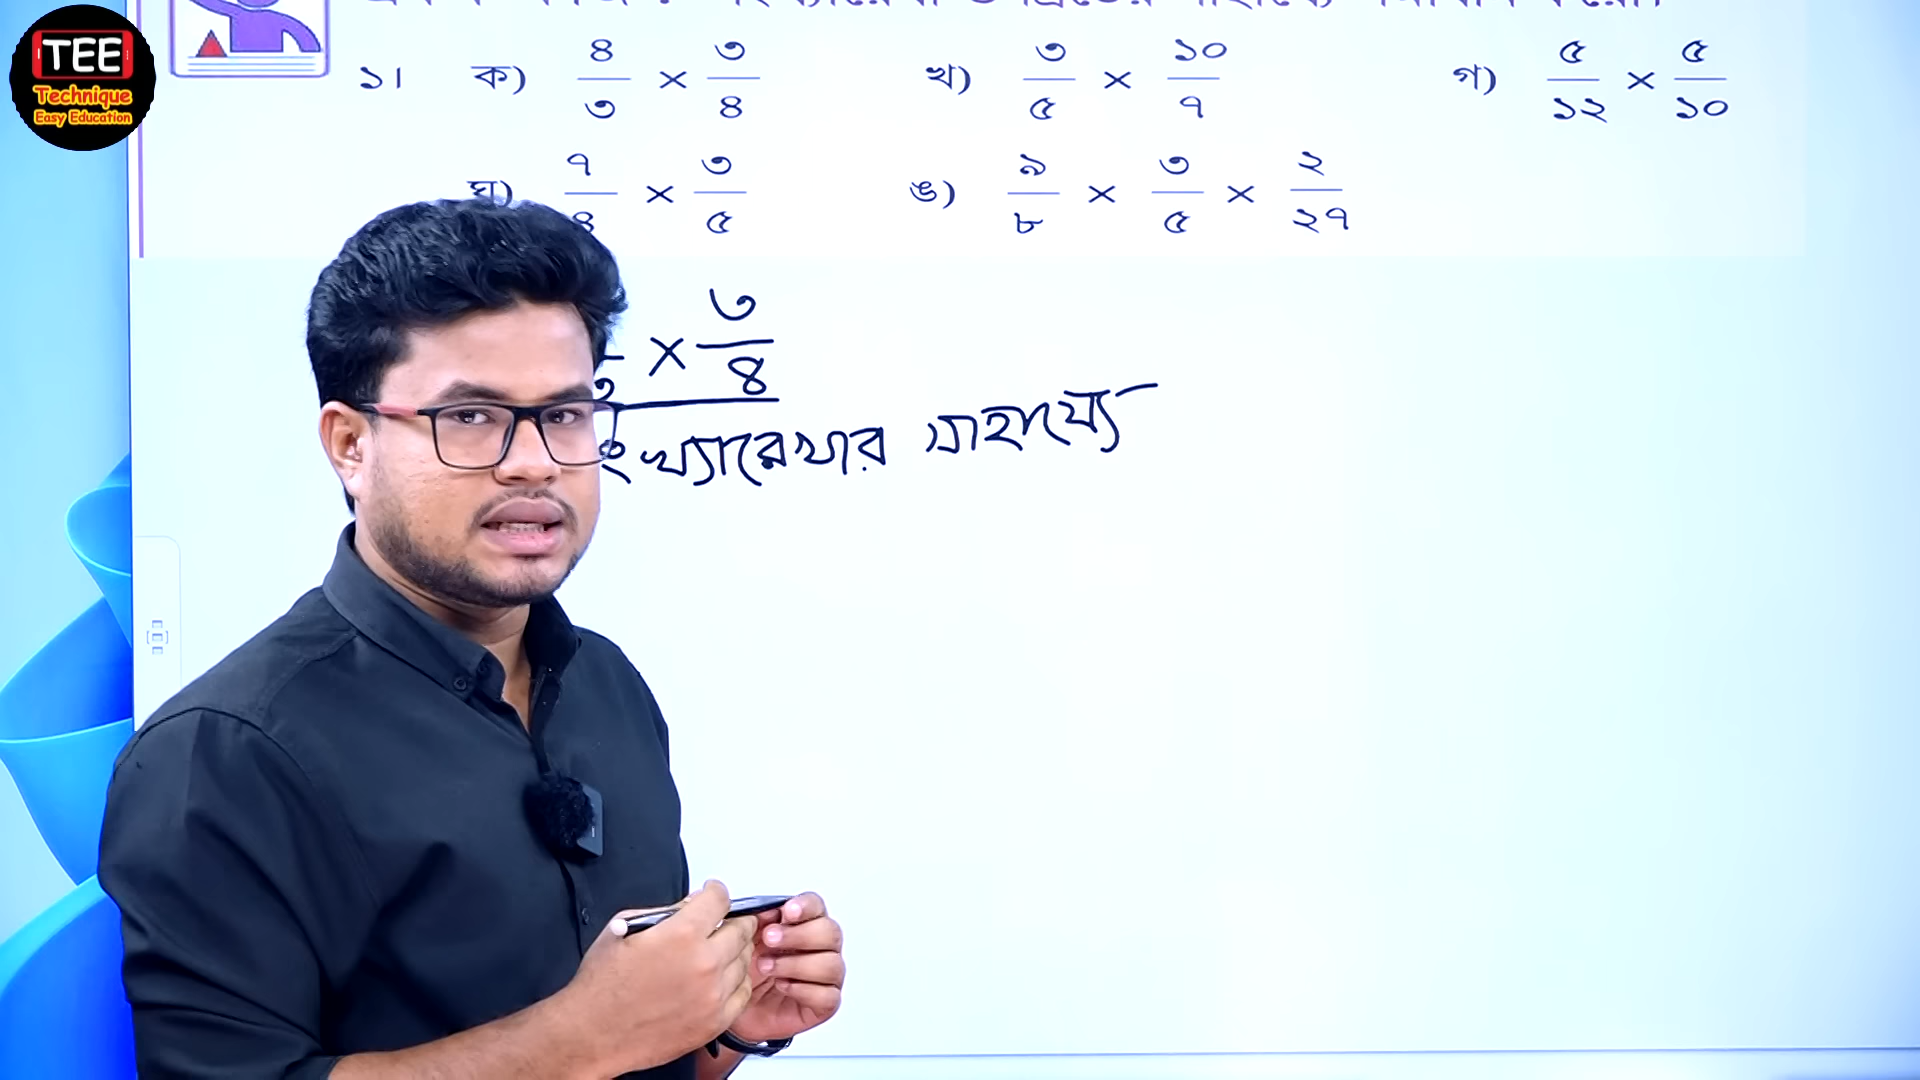 TEE
Technique
Easy Education
১। ক) ৪/৩ × ৩/৪ খ) ৩/৫ × ১০/৭ গ) ৫/১২ × ৫/১০
ঘ) ৭/৪ × ৩/৫ ঙ) ৯/৮ × ৩/৫ × ২/২৭
× ৩/৪
সংখ্যারেখার সাহায্যে